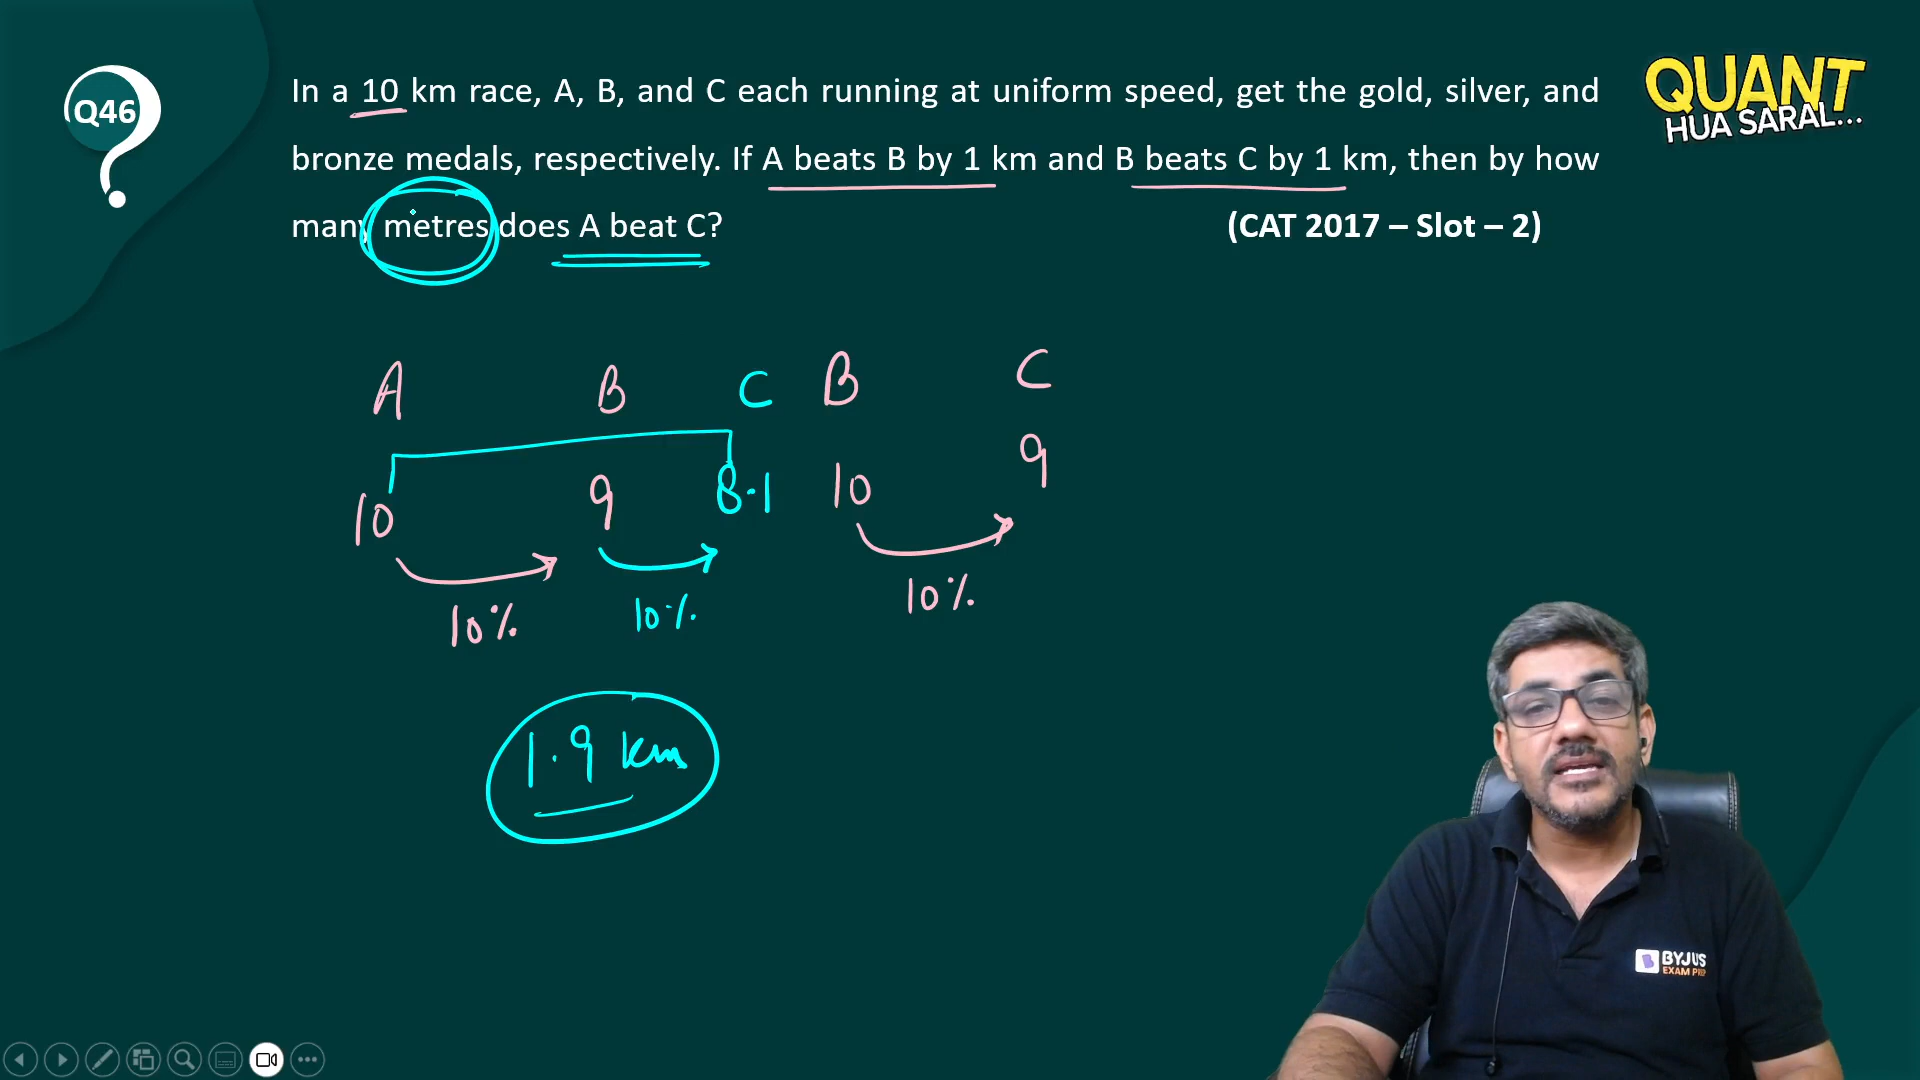 Q46
In a 10 km race, A, B, and C each running at uniform speed, get the gold, silver, and
bronze medals, respectively. If A beats B by 1 km and B beats C by 1 km, then by how
many metres does A beat C?
(CAT 2017 – Slot – 2)
QUANT
HUA SARAL...
A B C B C
10 9 8.1 10 9
10% 10% 10%
1.9 km
BYJUS
EXAM PREP